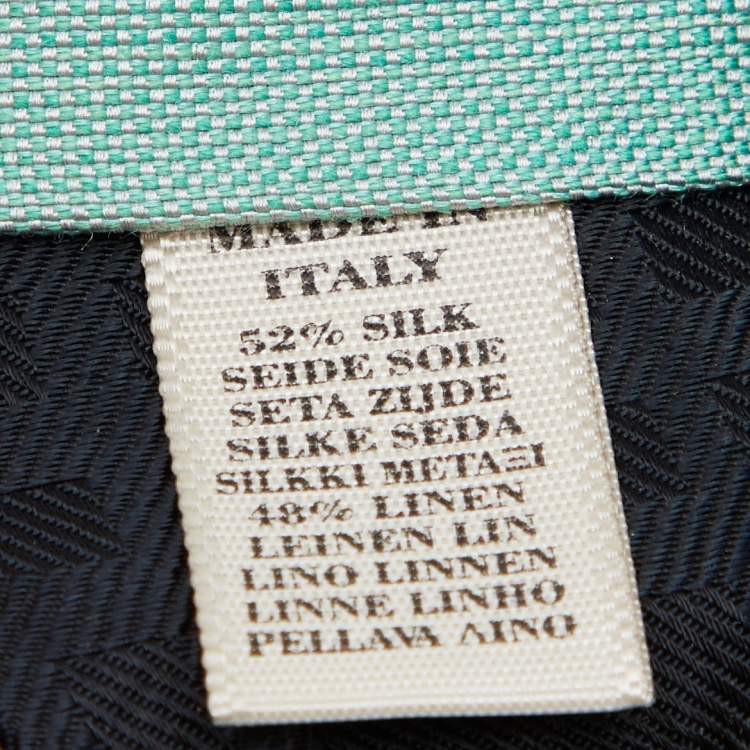 MADE IN
ITALY
52% SILK
SEIDE SOIE
SETA ZIJDE
SILKE SEDA
SILKKI ΜΕΤΑΞΙ
48% LINEN
LEINEN LIN
LINO LINNEN
LINNE LINHO
PELLAVA ΛΙΝΟ